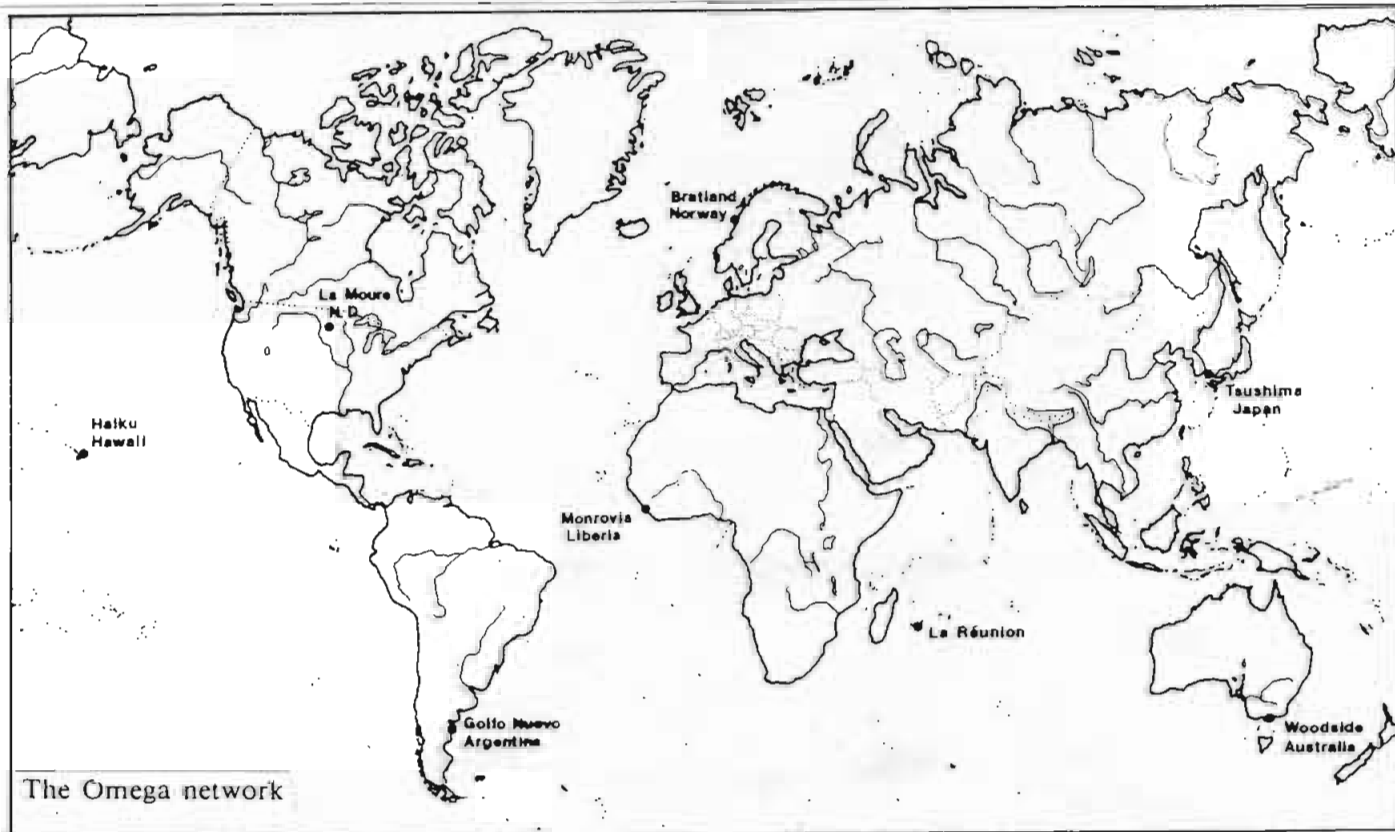 Bratland
Norway
La Moure
N.D.
Tsushima
Japan
Haiku
Hawaii
Monrovia
Liberia
La Réunion
Golfo Nuevo
Argentina
Woodside
Australia
The Omega network